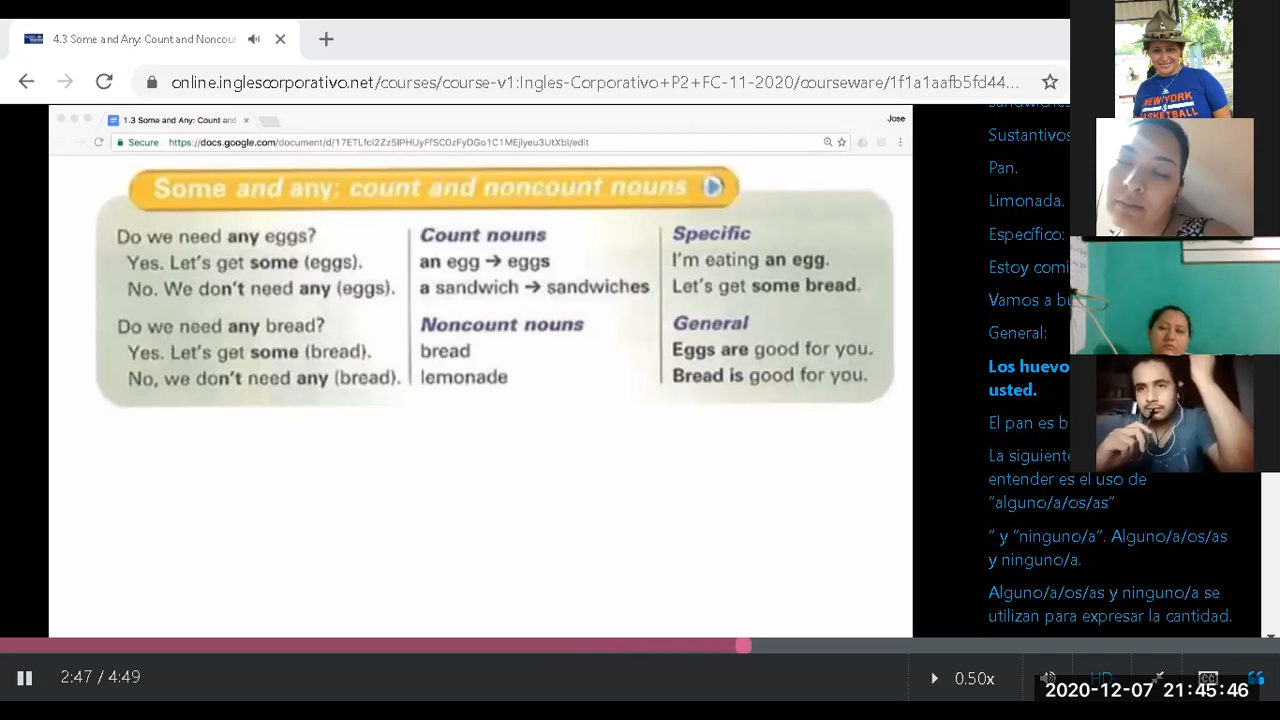 4.3 Some and Any: Count and Noncou
online.inglescorporativo.net/courses/course-v1:Ingles-Corporativo+P2+FC-11-2020/courseware/1f1a1aafb5fd44...
1.3 Some and Any: Count and
Jose
Secure
Some and any; count and noncount nouns
Do we need any eggs?
Yes. Let's get some (eggs).
No. We don't need any (eggs).
Do we need any bread?
Yes. Let's get some (bread).
No, we don't need any (bread).
Count nouns
an egg → eggs
a sandwich → sandwiches
Noncount nouns
bread
lemonade
Specific
I'm eating an egg.
Let's get some bread.
General
Eggs are good for you.
Bread is good for you.
sandwiches
Sustantivos
Pan.
Limonada.
Específico:
Estoy comi
Vamos a bu
General:
Los huevo
usted.
El pan es b
La siguiente
entender es el uso de
"alguno/a/os/as"
" y "ninguno/a". Alguno/a/os/as
y ninguno/a.
Alguno/a/os/as y ninguno/a se
utilizan para expresar la cantidad.
NEW YORK
BASKETBALL
2:47 / 4:49
0.50x
HD
CC
2020-12-07 21:45:46